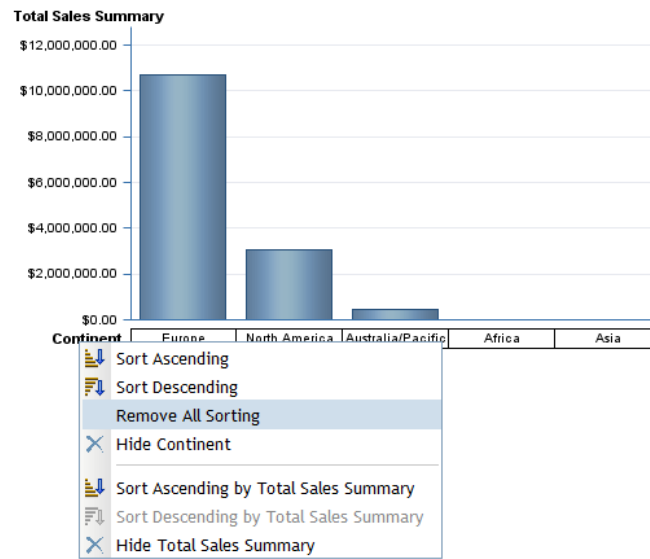 Total Sales Summary
$12,000,000.00
$10,000,000.00
$8,000,000.00
$6,000,000.00
$4,000,000.00
$2,000,000.00
$0.00
Continent Europe North America Australia/Pacific Africa Asia
Sort Ascending
Sort Descending
Remove All Sorting
Hide Continent
Sort Ascending by Total Sales Summary
Sort Descending by Total Sales Summary
Hide Total Sales Summary